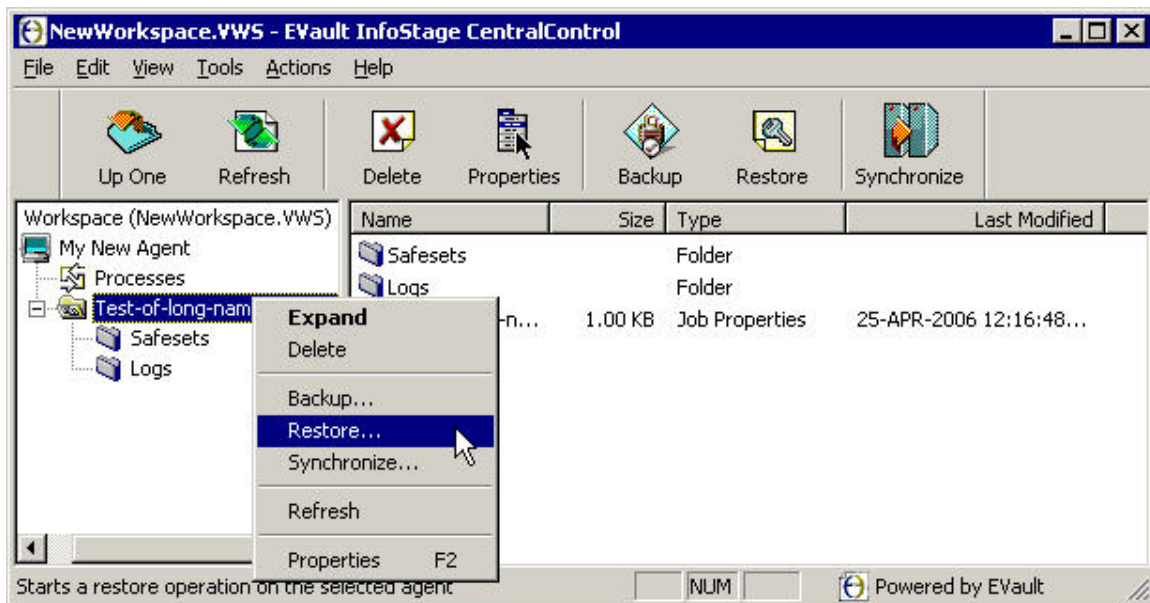 NewWorkspace.VWS - EVault InfoStage CentralControl
File Edit View Tools Actions Help
Up One Refresh Delete Properties Backup Restore Synchronize
Workspace (NewWorkspace.VWS) Name Size Type Last Modified
My New Agent
Safesets Folder
Processes
Logs Folder
Test-of-long-nam
-n... 1.00 KB Job Properties 25-APR-2006 12:16:48...
Safesets
Logs
Expand
Delete
Backup...
Restore...
Synchronize...
Refresh
Properties F2
Starts a restore operation on the selected agent NUM Powered by EVault